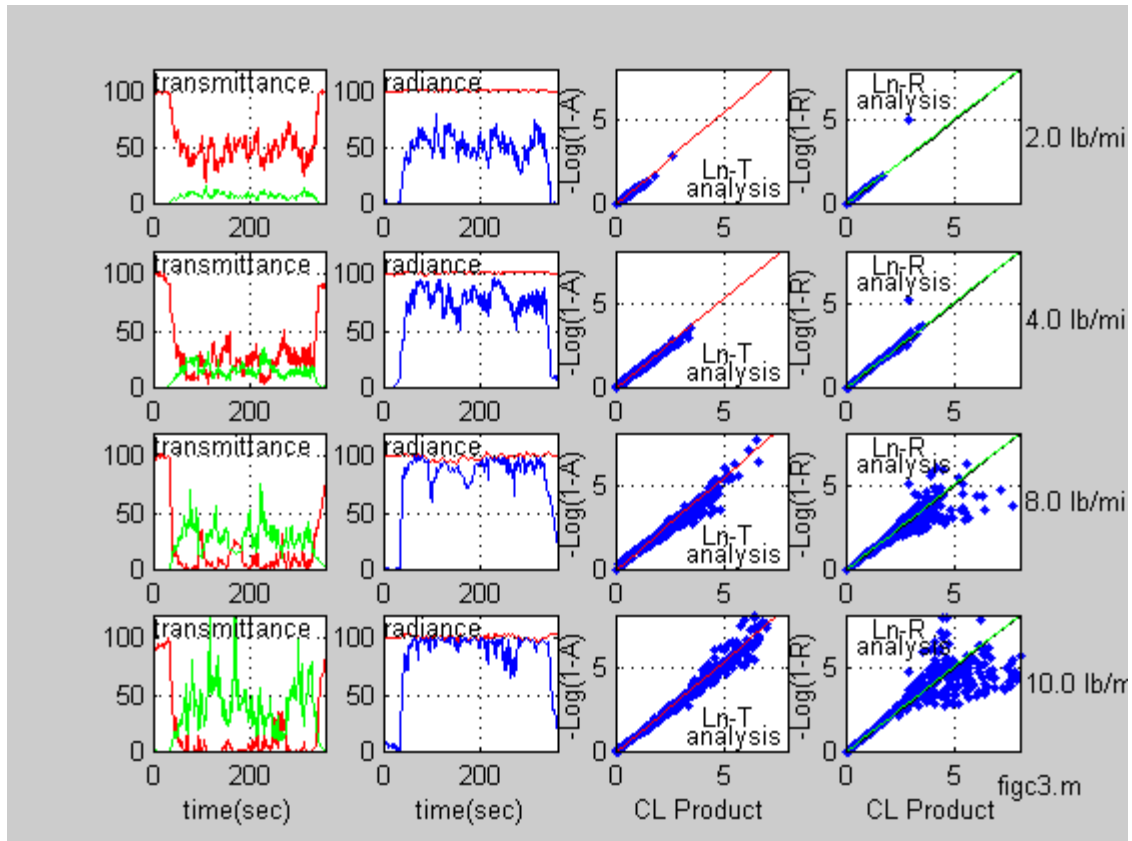 transmittance
100
50
0
0 200
radiance
100
50
0
0 200
-Log(1-A)
5
0
0 5
Ln-T
analysis
-Log(1-R)
5
0
0 5
Ln-R
analysis
2.0 lb/mi
transmittance
100
50
0
0 200
radiance
100
50
0
0 200
-Log(1-A)
5
0
0 5
Ln-T
analysis
-Log(1-R)
5
0
0 5
Ln-R
analysis
4.0 lb/mi
transmittance
100
50
0
0 200
radiance
100
50
0
0 200
-Log(1-A)
5
0
0 5
Ln-T
analysis
-Log(1-R)
5
0
0 5
Ln-R
analysis
8.0 lb/mi
transmittance
100
50
0
0 200
time(sec)
radiance
100
50
0
0 200
time(sec)
-Log(1-A)
5
0
0 5
Ln-T
analysis
CL Product
-Log(1-R)
5
0
0 5
Ln-R
analysis
CL Product
10.0 lb/m
figc3.m